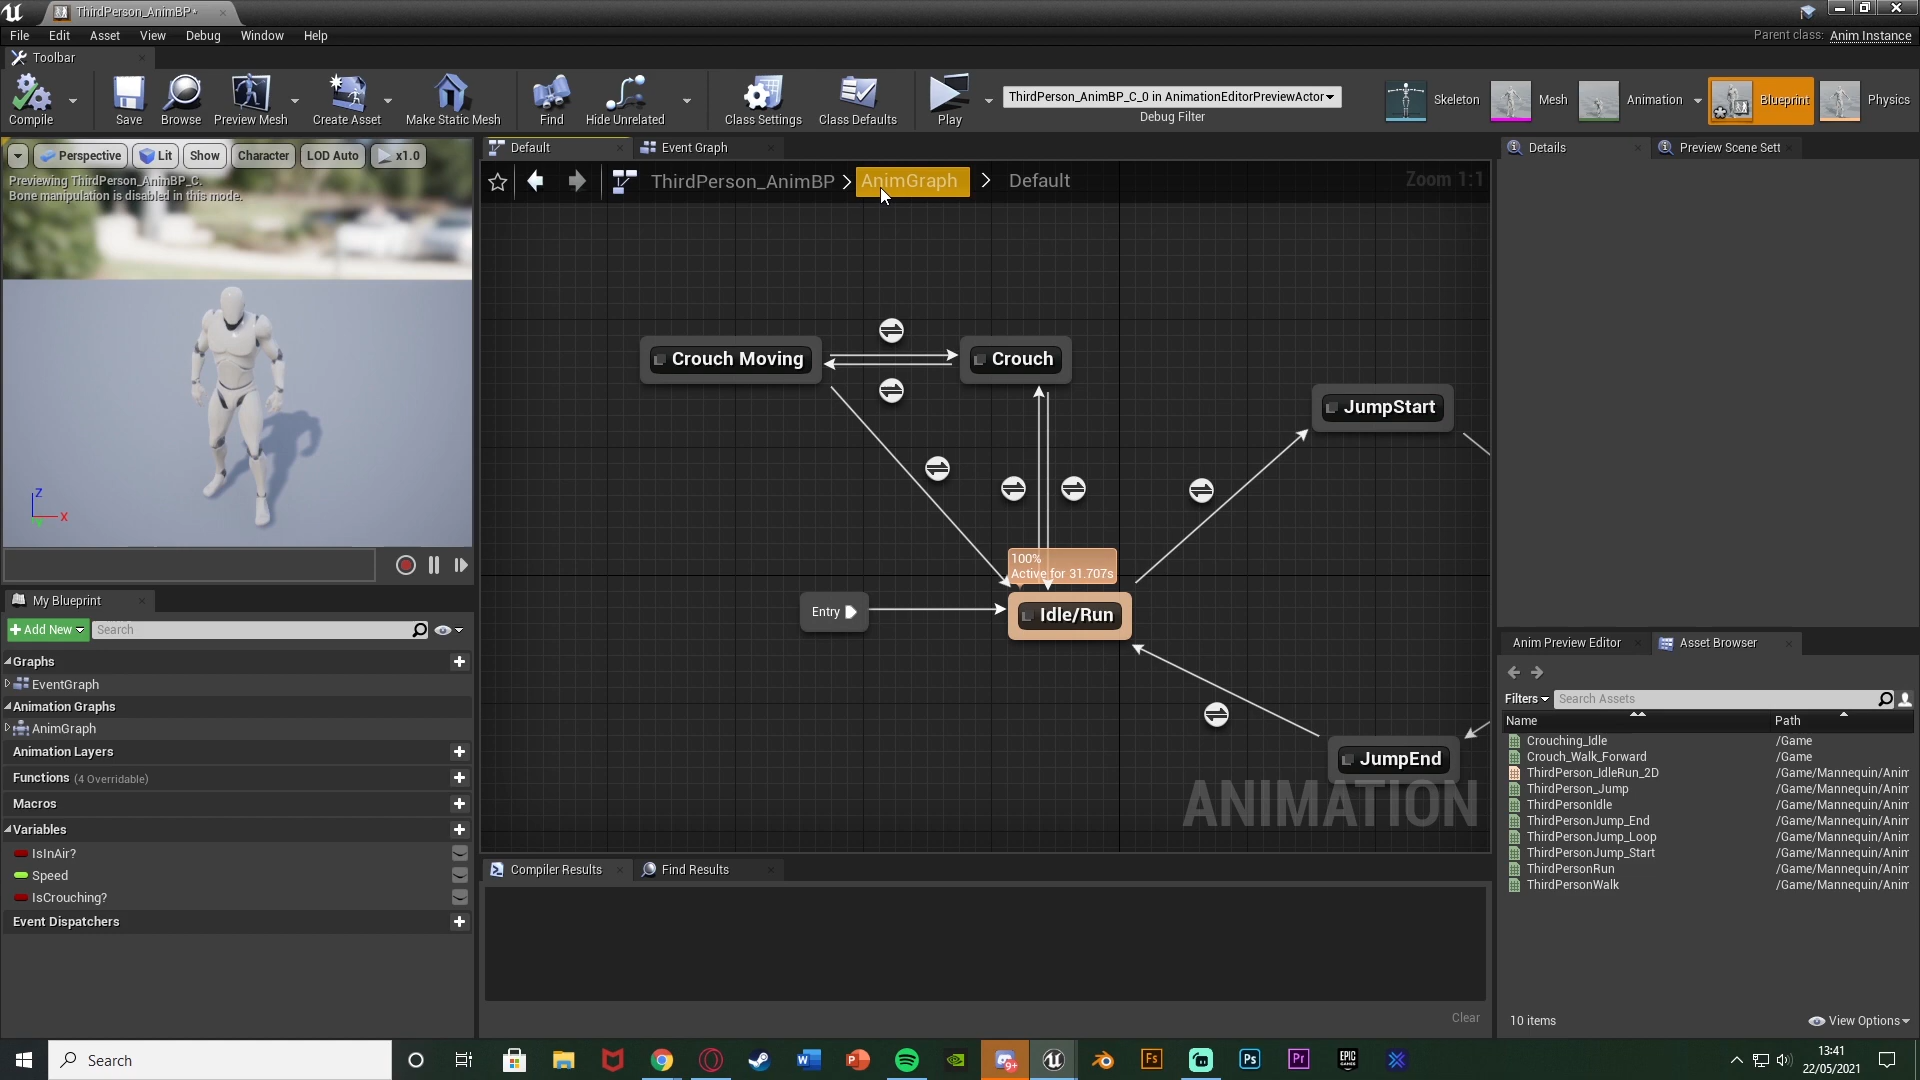 ThirdPerson_AnimBP*
File Edit Asset View Debug Window Help
Parent class: Anim Instance
Toolbar
Compile
Save
Browse
Preview Mesh
Create Asset
Make Static Mesh
Find
Hide Unrelated
Class Settings
Class Defaults
Play
ThirdPerson_AnimBP_C_0 in AnimationEditorPreviewActor
Debug Filter
Skeleton
Mesh
Animation
Blueprint
Physics
Perspective
Lit
Show
Character
LOD Auto
x1.0
Previewing ThirdPerson_AnimBP_C.
Bone manipulation is disabled in this mode.
Z
X
Default
Event Graph
ThirdPerson_AnimBP > AnimGraph > Default
Zoom 1:1
Crouch Moving
Crouch
JumpStart
100%
Active for 31.707s
Entry
Idle/Run
JumpEnd
ANIMATION
My Blueprint
Add New
Search
Graphs
EventGraph
Animation Graphs
AnimGraph
Animation Layers
Functions (4 Overridable)
Macros
Variables
IsInAir?
Speed
IsCrouching?
Event Dispatchers
Compiler Results
Find Results
Clear
Details
Preview Scene Sett
Anim Preview Editor
Asset Browser
Filters
Search Assets
Name Path
Crouching_Idle /Game
Crouch_Walk_Forward /Game
ThirdPerson_IdleRun_2D /Game/Mannequin/Anim
ThirdPerson_Jump /Game/Mannequin/Anim
ThirdPersonIdle /Game/Mannequin/Anim
ThirdPersonJump_End /Game/Mannequin/Anim
ThirdPersonJump_Loop /Game/Mannequin/Anim
ThirdPersonJump_Start /Game/Mannequin/Anim
ThirdPersonRun /Game/Mannequin/Anim
ThirdPersonWalk /Game/Mannequin/Anim
10 items
View Options
Search
W
P
9+
Fs
Ps
Pr
EPIC
GAMES
13:41
22/05/2021